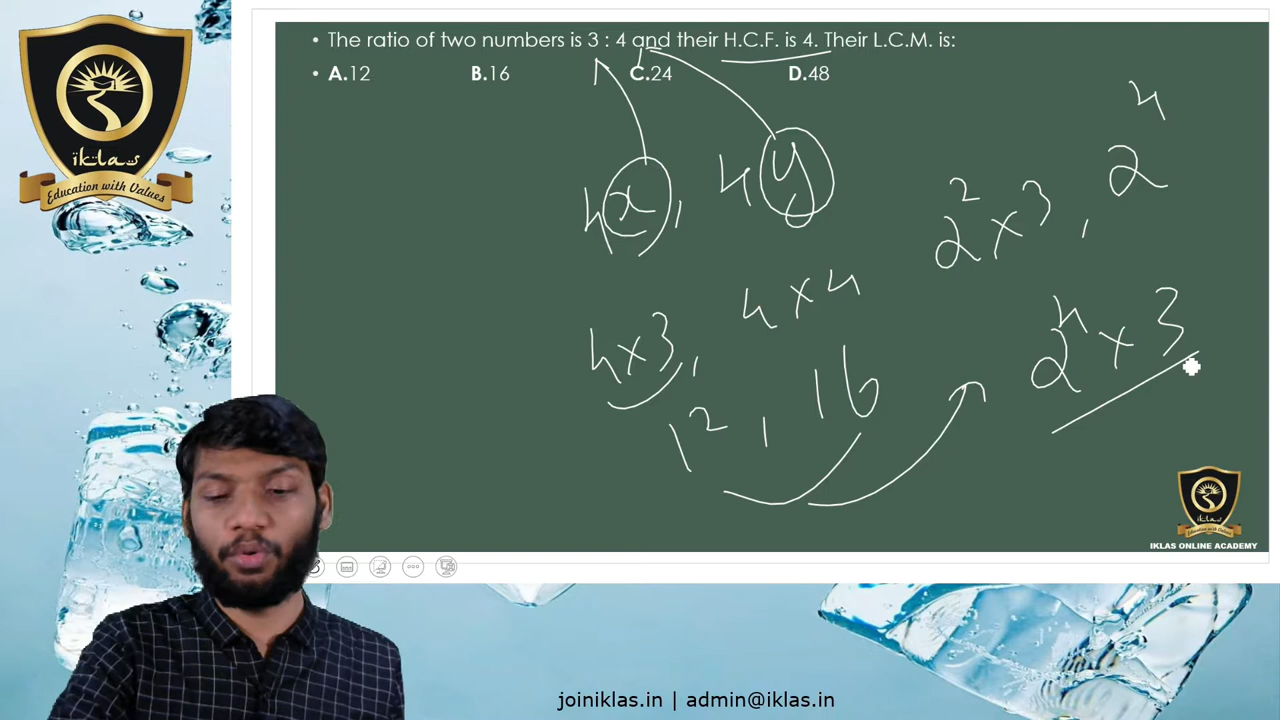 • The ratio of two numbers is 3 : 4 and their H.C.F. is 4. Their L.C.M. is:
• A.12 B.16 C.24 D.48
iklas
Education with Values
4x, 4y
2² × 3, 2⁴
4 × 3, 4 × 4
2⁴ × 3
12, 16
IKLAS ONLINE ACADEMY
joiniklas.in | admin@iklas.in